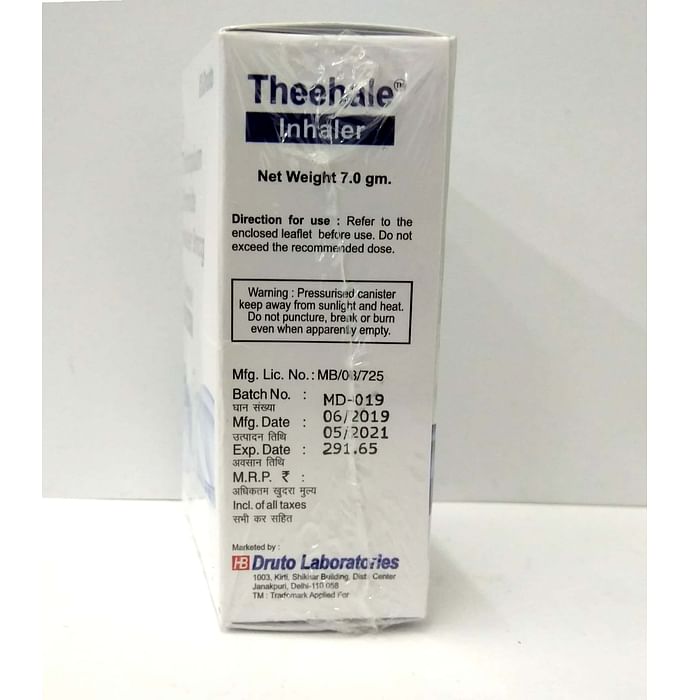 Theehale™
Inhaler
Net Weight 7.0 gm.
Direction for use : Refer to the
enclosed leaflet before use. Do not
exceed the recommended dose.
Warning : Pressurised canister
keep away from sunlight and heat.
Do not puncture, break or burn
even when apparently empty.
Mfg. Lic. No. : MB/08/725
Batch No. : MD-019
घान संख्या
Mfg. Date : 06/2019
उत्पादन तिथि
Exp. Date : 05/2021
अवसान तिथि
M.R.P. ₹ : 291.65
अधिकतम खुदरा मुल्य
Incl. of all taxes
सभी कर सहित
Marketed by :
HB Druto Laboratories
1003, Kirti, Shikhar Building, Dist. Center
Janakpuri, Delhi-110 058
TM : Trademark Applied For